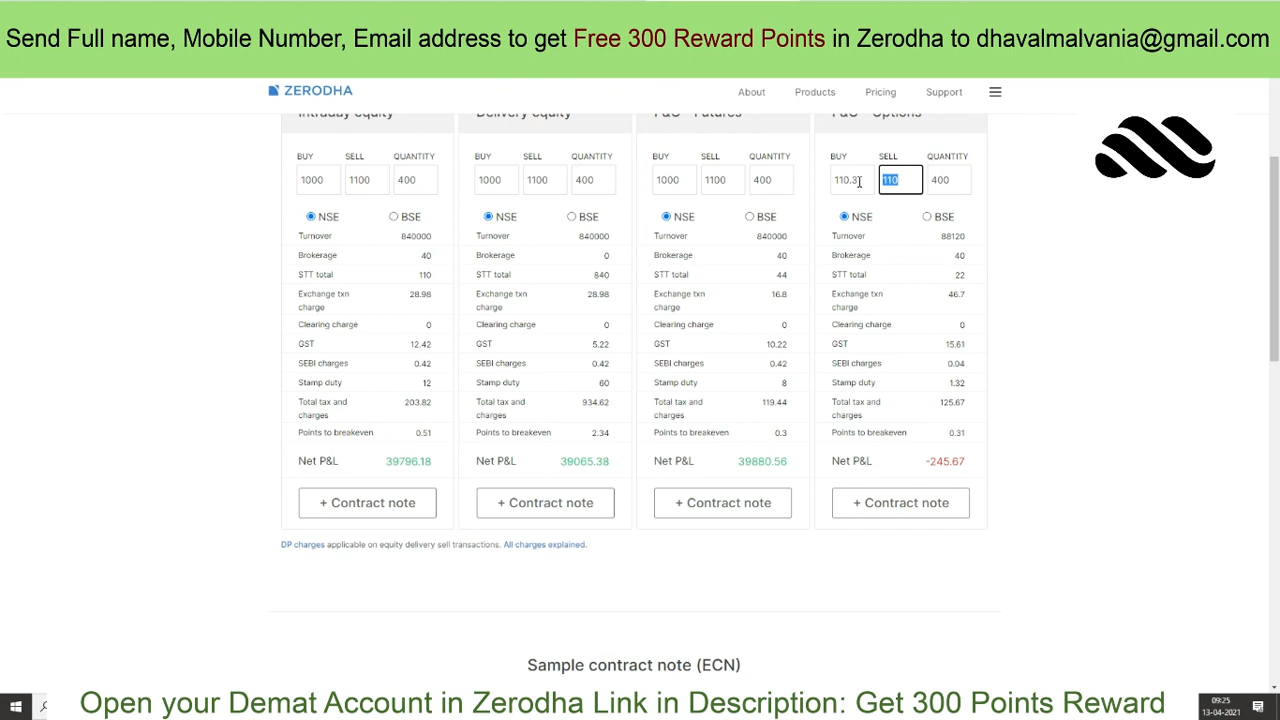 Send Full name, Mobile Number, Email address to get Free 300 Reward Points in Zerodha to dhavalmalvania@gmail.com
ZERODHA About Products Pricing Support
Intraday equity Delivery equity F&O - Futures F&O - Options
BUY SELL QUANTITY BUY SELL QUANTITY BUY SELL QUANTITY BUY SELL QUANTITY
1000 1100 400 1000 1100 400 1000 1100 400 110.3 110 400
NSE BSE NSE BSE NSE BSE NSE BSE
Turnover 840000 Turnover 840000 Turnover 840000 Turnover 88120
Brokerage 40 Brokerage 0 Brokerage 40 Brokerage 40
STT total 110 STT total 840 STT total 44 STT total 22
Exchange txn charge 28.98 Exchange txn charge 28.98 Exchange txn charge 16.8 Exchange txn charge 46.7
Clearing charge 0 Clearing charge 0 Clearing charge 0 Clearing charge 0
GST 12.42 GST 5.22 GST 10.22 GST 15.61
SEBI charges 0.42 SEBI charges 0.42 SEBI charges 0.42 SEBI charges 0.04
Stamp duty 12 Stamp duty 60 Stamp duty 8 Stamp duty 1.32
Total tax and charges 203.82 Total tax and charges 934.62 Total tax and charges 119.44 Total tax and charges 125.67
Points to breakeven 0.51 Points to breakeven 2.34 Points to breakeven 0.3 Points to breakeven 0.31
Net P&L 39796.18 Net P&L 39065.38 Net P&L 39880.56 Net P&L -245.67
+ Contract note + Contract note + Contract note + Contract note
DP charges applicable on equity delivery sell transactions. All charges explained.
Sample contract note (ECN)
Open your Demat Account in Zerodha Link in Description: Get 300 Points Reward
09:25
13-04-2021